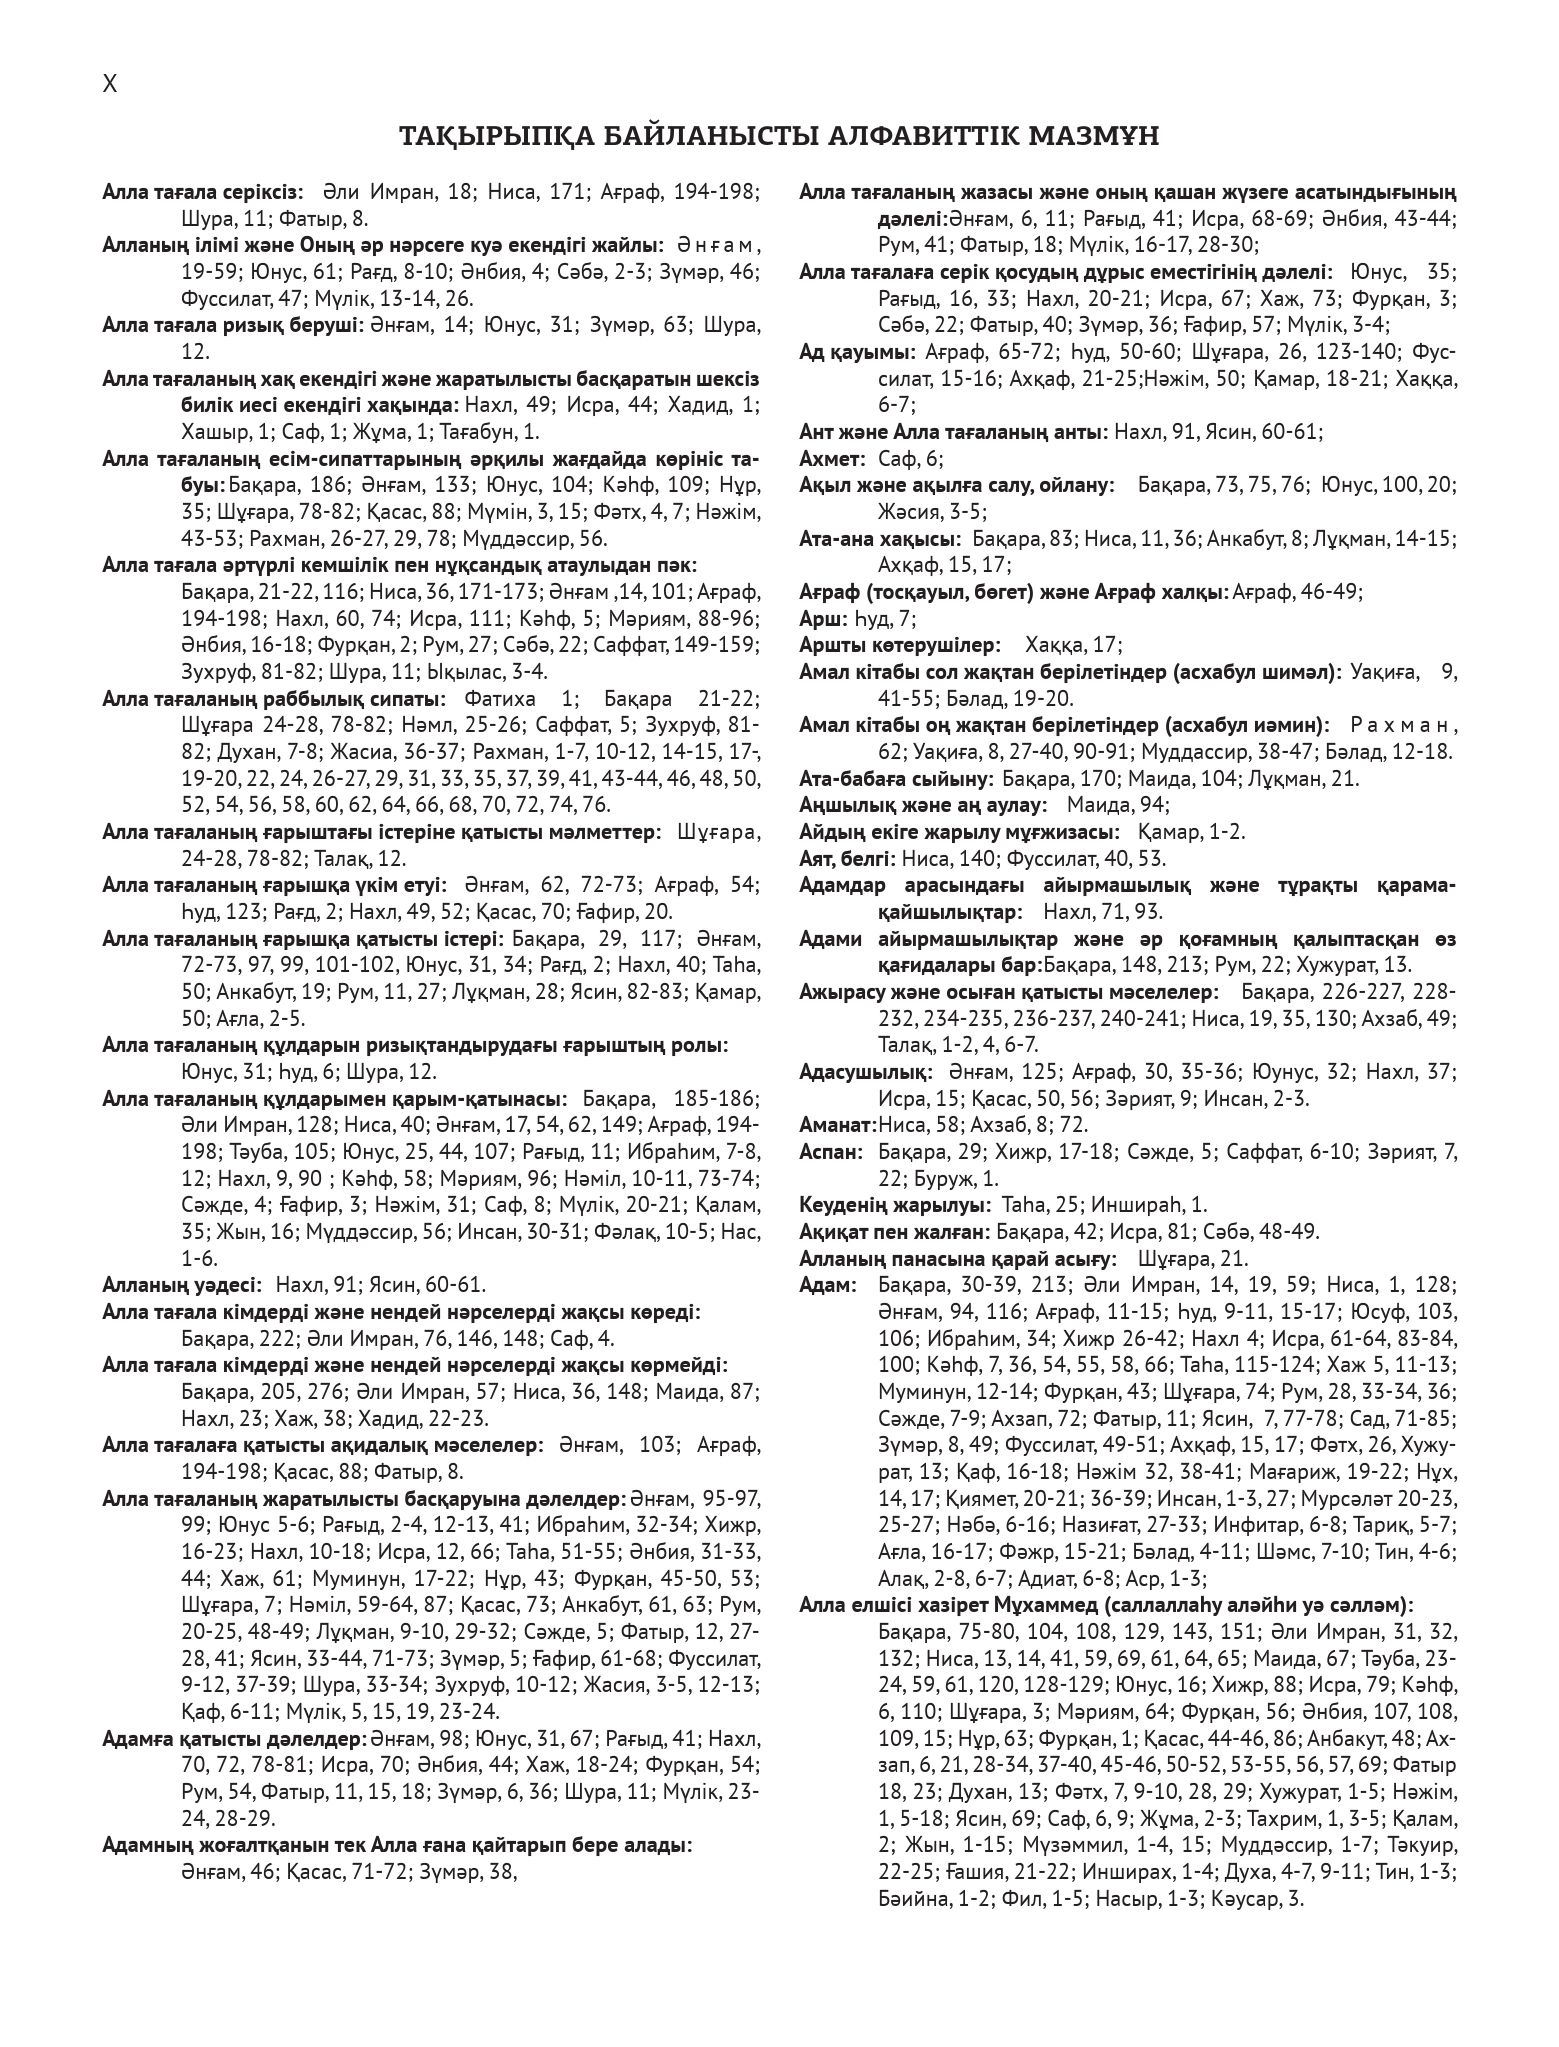 X
ТАҚЫРЫПҚА БАЙЛАНЫСТЫ АЛФАВИТТІК МАЗМҰН
Алла тағала серіксіз: Әли Имран, 18; Ниса, 171; Ағраф, 194-198;
Шура, 11; Фатыр, 8.
Алланың ілімі және Оның әр нәрсеге куә екендігі жайлы: Әнғам,
19-59; Юнус, 61; Рағд, 8-10; Әнбия, 4; Сәбә, 2-3; Зүмәр, 46;
Фуссилат, 47; Мүлік, 13-14, 26.
Алла тағала ризық беруші: Әнғам, 14; Юнус, 31; Зүмәр, 63; Шура,
12.
Алла тағаланың хақ екендігі және жаратылысты басқаратын шексіз
билік иесі екендігі хақында: Нахл, 49; Исра, 44; Хадид, 1;
Хашыр, 1; Саф, 1; Жұма, 1; Тағабун, 1.
Алла тағаланың есім-сипаттарының әрқилы жағдайда көрініс та-
буы: Бақара, 186; Әнғам, 133; Юнус, 104; Кәһф, 109; Нұр,
35; Шұғара, 78-82; Қасас, 88; Мүмін, 3, 15; Фәтх, 4, 7; Нәжім,
43-53; Рахман, 26-27, 29, 78; Мүддәссир, 56.
Алла тағала әртүрлі кемшілік пен нұқсандық атаулыдан пәк:
Бақара, 21-22, 116; Ниса, 36, 171-173; Әнғам ,14, 101; Ағраф,
194-198; Нахл, 60, 74; Исра, 111; Кәһф, 5; Мәриям, 88-96;
Әнбия, 16-18; Фурқан, 2; Рум, 27; Сәбә, 22; Саффат, 149-159;
Зухруф, 81-82; Шура, 11; Ықылас, 3-4.
Алла тағаланың раббылық сипаты: Фатиха 1; Бақара 21-22;
Шұғара 24-28, 78-82; Нәмл, 25-26; Саффат, 5; Зухруф, 81-
82; Духан, 7-8; Жасиа, 36-37; Рахман, 1-7, 10-12, 14-15, 17-,
19-20, 22, 24, 26-27, 29, 31, 33, 35, 37, 39, 41, 43-44, 46, 48, 50,
52, 54, 56, 58, 60, 62, 64, 66, 68, 70, 72, 74, 76.
Алла тағаланың ғарыштағы істеріне қатысты мәлметтер: Шұғара,
24-28, 78-82; Талақ, 12.
Алла тағаланың ғарышқа үкім етуі: Әнғам, 62, 72-73; Ағраф, 54;
Һуд, 123; Рағд, 2; Нахл, 49, 52; Қасас, 70; Ғафир, 20.
Алла тағаланың ғарышқа қатысты істері: Бақара, 29, 117; Әнғам,
72-73, 97, 99, 101-102, Юнус, 31, 34; Рағд, 2; Нахл, 40; Таһа,
50; Анкабут, 19; Рум, 11, 27; Лұқман, 28; Ясин, 82-83; Қамар,
50; Ағла, 2-5.
Алла тағаланың құлдарын ризықтандырудағы ғарыштың ролы:
Юнус, 31; Һуд, 6; Шура, 12.
Алла тағаланың құлдарымен қарым-қатынасы: Бақара, 185-186;
Әли Имран, 128; Ниса, 40; Әнғам, 17, 54, 62, 149; Ағраф, 194-
198; Тәуба, 105; Юнус, 25, 44, 107; Рағыд, 11; Ибраһим, 7-8,
12; Нахл, 9, 90 ; Кәһф, 58; Мәриям, 96; Нәміл, 10-11, 73-74;
Сәжде, 4; Ғафир, 3; Нәжім, 31; Саф, 8; Мүлік, 20-21; Қалам,
35; Жын, 16; Мүддәссир, 56; Инсан, 30-31; Фәлақ, 10-5; Нас,
1-6.
Алланың уәдесі: Нахл, 91; Ясин, 60-61.
Алла тағала кімдерді және нендей нәрселерді жақсы көреді:
Бақара, 222; Әли Имран, 76, 146, 148; Саф, 4.
Алла тағала кімдерді және нендей нәрселерді жақсы көрмейді:
Бақара, 205, 276; Әли Имран, 57; Ниса, 36, 148; Маида, 87;
Нахл, 23; Хаж, 38; Хадид, 22-23.
Алла тағалаға қатысты ақидалық мәселелер: Әнғам, 103; Ағраф,
194-198; Қасас, 88; Фатыр, 8.
Алла тағаланың жаратылысты басқаруына дәлелдер: Әнғам, 95-97,
99; Юнус 5-6; Рағыд, 2-4, 12-13, 41; Ибраһим, 32-34; Хижр,
16-23; Нахл, 10-18; Исра, 12, 66; Таһа, 51-55; Әнбия, 31-33,
44; Хаж, 61; Муминун, 17-22; Нұр, 43; Фурқан, 45-50, 53;
Шұғара, 7; Нәміл, 59-64, 87; Қасас, 73; Анкабут, 61, 63; Рум,
20-25, 48-49; Лұқман, 9-10, 29-32; Сәжде, 5; Фатыр, 12, 27-
28, 41; Ясин, 33-44, 71-73; Зүмәр, 5; Ғафир, 61-68; Фуссилат,
9-12, 37-39; Шура, 33-34; Зухруф, 10-12; Жасия, 3-5, 12-13;
Қаф, 6-11; Мүлік, 5, 15, 19, 23-24.
Адамға қатысты дәлелдер: Әнғам, 98; Юнус, 31, 67; Рағыд, 41; Нахл,
70, 72, 78-81; Исра, 70; Әнбия, 44; Хаж, 18-24; Фурқан, 54;
Рум, 54, Фатыр, 11, 15, 18; Зүмәр, 6, 36; Шура, 11; Мүлік, 23-
24, 28-29.
Адамның жоғалтқанын тек Алла ғана қайтарып бере алады:
Әнғам, 46; Қасас, 71-72; Зүмәр, 38,
Алла тағаланың жазасы және оның қашан жүзеге асатындығының
дәлелі:Әнғам, 6, 11; Рағыд, 41; Исра, 68-69; Әнбия, 43-44;
Рум, 41; Фатыр, 18; Мүлік, 16-17, 28-30;
Алла тағалаға серік қосудың дұрыс еместігінің дәлелі: Юнус, 35;
Рағыд, 16, 33; Нахл, 20-21; Исра, 67; Хаж, 73; Фурқан, 3;
Сәбә, 22; Фатыр, 40; Зүмәр, 36; Ғафир, 57; Мүлік, 3-4;
Ад қауымы: Ағраф, 65-72; Һуд, 50-60; Шұғара, 26, 123-140; Фус-
силат, 15-16; Ахқаф, 21-25;Нәжім, 50; Қамар, 18-21; Хаққа,
6-7;
Ант және Алла тағаланың анты: Нахл, 91, Ясин, 60-61;
Ахмет: Саф, 6;
Ақыл және ақылға салу, ойлану: Бақара, 73, 75, 76; Юнус, 100, 20;
Жәсия, 3-5;
Ата-ана хақысы: Бақара, 83; Ниса, 11, 36; Анкабут, 8; Лұқман, 14-15;
Ахқаф, 15, 17;
Ағраф (тосқауыл, бөгет) және Ағраф халқы: Ағраф, 46-49;
Арш: Һуд, 7;
Аршты көтерушілер: Хаққа, 17;
Амал кітабы сол жақтан берілетіндер (асхабул шимәл): Уақиға, 9,
41-55; Бәлад, 19-20.
Амал кітабы оң жақтан берілетіндер (асхабул иәмин): Рахман,
62; Уақиға, 8, 27-40, 90-91; Муддассир, 38-47; Бәлад, 12-18.
Ата-бабаға сыйыну: Бақара, 170; Маида, 104; Лұқман, 21.
Аңшылық және аң аулау: Маида, 94;
Айдың екіге жарылу мұғжизасы: Қамар, 1-2.
Аят, белгі: Ниса, 140; Фуссилат, 40, 53.
Адамдар арасындағы айырмашылық және тұрақты қарама-
қайшылықтар: Нахл, 71, 93.
Адами айырмашылықтар және әр қоғамның қалыптасқан өз
қағидалары бар:Бақара, 148, 213; Рум, 22; Хужурат, 13.
Ажырасу және осыған қатысты мәселелер: Бақара, 226-227, 228-
232, 234-235, 236-237, 240-241; Ниса, 19, 35, 130; Ахзаб, 49;
Талақ, 1-2, 4, 6-7.
Адасушылық: Әнғам, 125; Ағраф, 30, 35-36; Юунус, 32; Нахл, 37;
Исра, 15; Қасас, 50, 56; Зәрият, 9; Инсан, 2-3.
Аманат:Ниса, 58; Ахзаб, 8; 72.
Аспан: Бақара, 29; Хижр, 17-18; Сәжде, 5; Саффат, 6-10; Зәрият, 7,
22; Буруж, 1.
Кеуденің жарылуы: Таһа, 25; Иншираһ, 1.
Ақиқат пен жалған: Бақара, 42; Исра, 81; Сәбә, 48-49.
Алланың панасына қарай асығу: Шұғара, 21.
Адам: Бақара, 30-39, 213; Әли Имран, 14, 19, 59; Ниса, 1, 128;
Әнғам, 94, 116; Ағраф, 11-15; Һуд, 9-11, 15-17; Юсуф, 103,
106; Ибраһим, 34; Хижр 26-42; Нахл 4; Исра, 61-64, 83-84,
100; Кәһф, 7, 36, 54, 55, 58, 66; Таһа, 115-124; Хаж 5, 11-13;
Муминун, 12-14; Фурқан, 43; Шұғара, 74; Рум, 28, 33-34, 36;
Сәжде, 7-9; Ахзап, 72; Фатыр, 11; Ясин, 7, 77-78; Сад, 71-85;
Зүмәр, 8, 49; Фуссилат, 49-51; Ахқаф, 15, 17; Фәтх, 26, Хужу-
рат, 13; Қаф, 16-18; Нәжім 32, 38-41; Мағариж, 19-22; Нұх,
14, 17; Қиямет, 20-21; 36-39; Инсан, 1-3, 27; Мурсәләт 20-23,
25-27; Нәбә, 6-16; Назиғат, 27-33; Инфитар, 6-8; Тариқ, 5-7;
Ағла, 16-17; Фәжр, 15-21; Бәлад, 4-11; Шәмс, 7-10; Тин, 4-6;
Алақ, 2-8, 6-7; Адиат, 6-8; Аср, 1-3;
Алла елшісі хазірет Мұхаммед (саллаллаһу аләйһи уә сәлләм):
Бақара, 75-80, 104, 108, 129, 143, 151; Әли Имран, 31, 32,
132; Ниса, 13, 14, 41, 59, 69, 61, 64, 65; Маида, 67; Тәуба, 23-
24, 59, 61, 120, 128-129; Юнус, 16; Хижр, 88; Исра, 79; Кәһф,
6, 110; Шұғара, 3; Мәриям, 64; Фурқан, 56; Әнбия, 107, 108,
109, 15; Нұр, 63; Фурқан, 1; Қасас, 44-46, 86; Анбакут, 48; Ах-
зап, 6, 21, 28-34, 37-40, 45-46, 50-52, 53-55, 56, 57, 69; Фатыр
18, 23; Духан, 13; Фәтх, 7, 9-10, 28, 29; Хужурат, 1-5; Нәжім,
1, 5-18; Ясин, 69; Саф, 6, 9; Жұма, 2-3; Тахрим, 1, 3-5; Қалам,
2; Жын, 1-15; Мүзәммил, 1-4, 15; Муддәссир, 1-7; Тәкуир,
22-25; Ғашия, 21-22; Инширах, 1-4; Духа, 4-7, 9-11; Тин, 1-3;
Бәийна, 1-2; Фил, 1-5; Насыр, 1-3; Кәусар, 3.